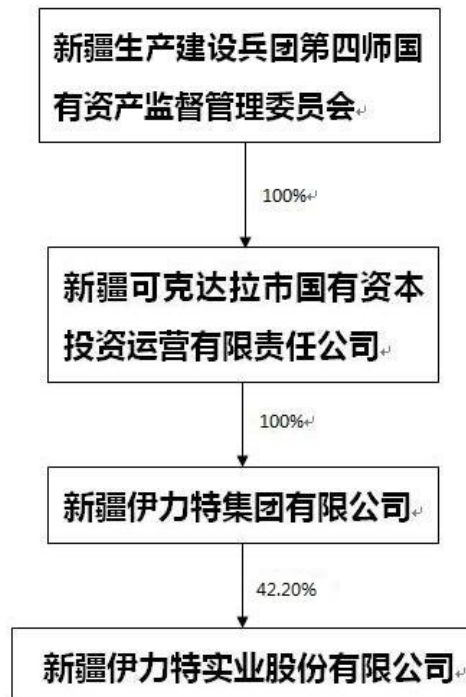 新疆生产建设兵团第四师国
有资产监督管理委员会
100%
新疆可克达拉市国有资本
投资运营有限责任公司
100%
新疆伊力特集团有限公司
42.20%
新疆伊力特实业股份有限公司